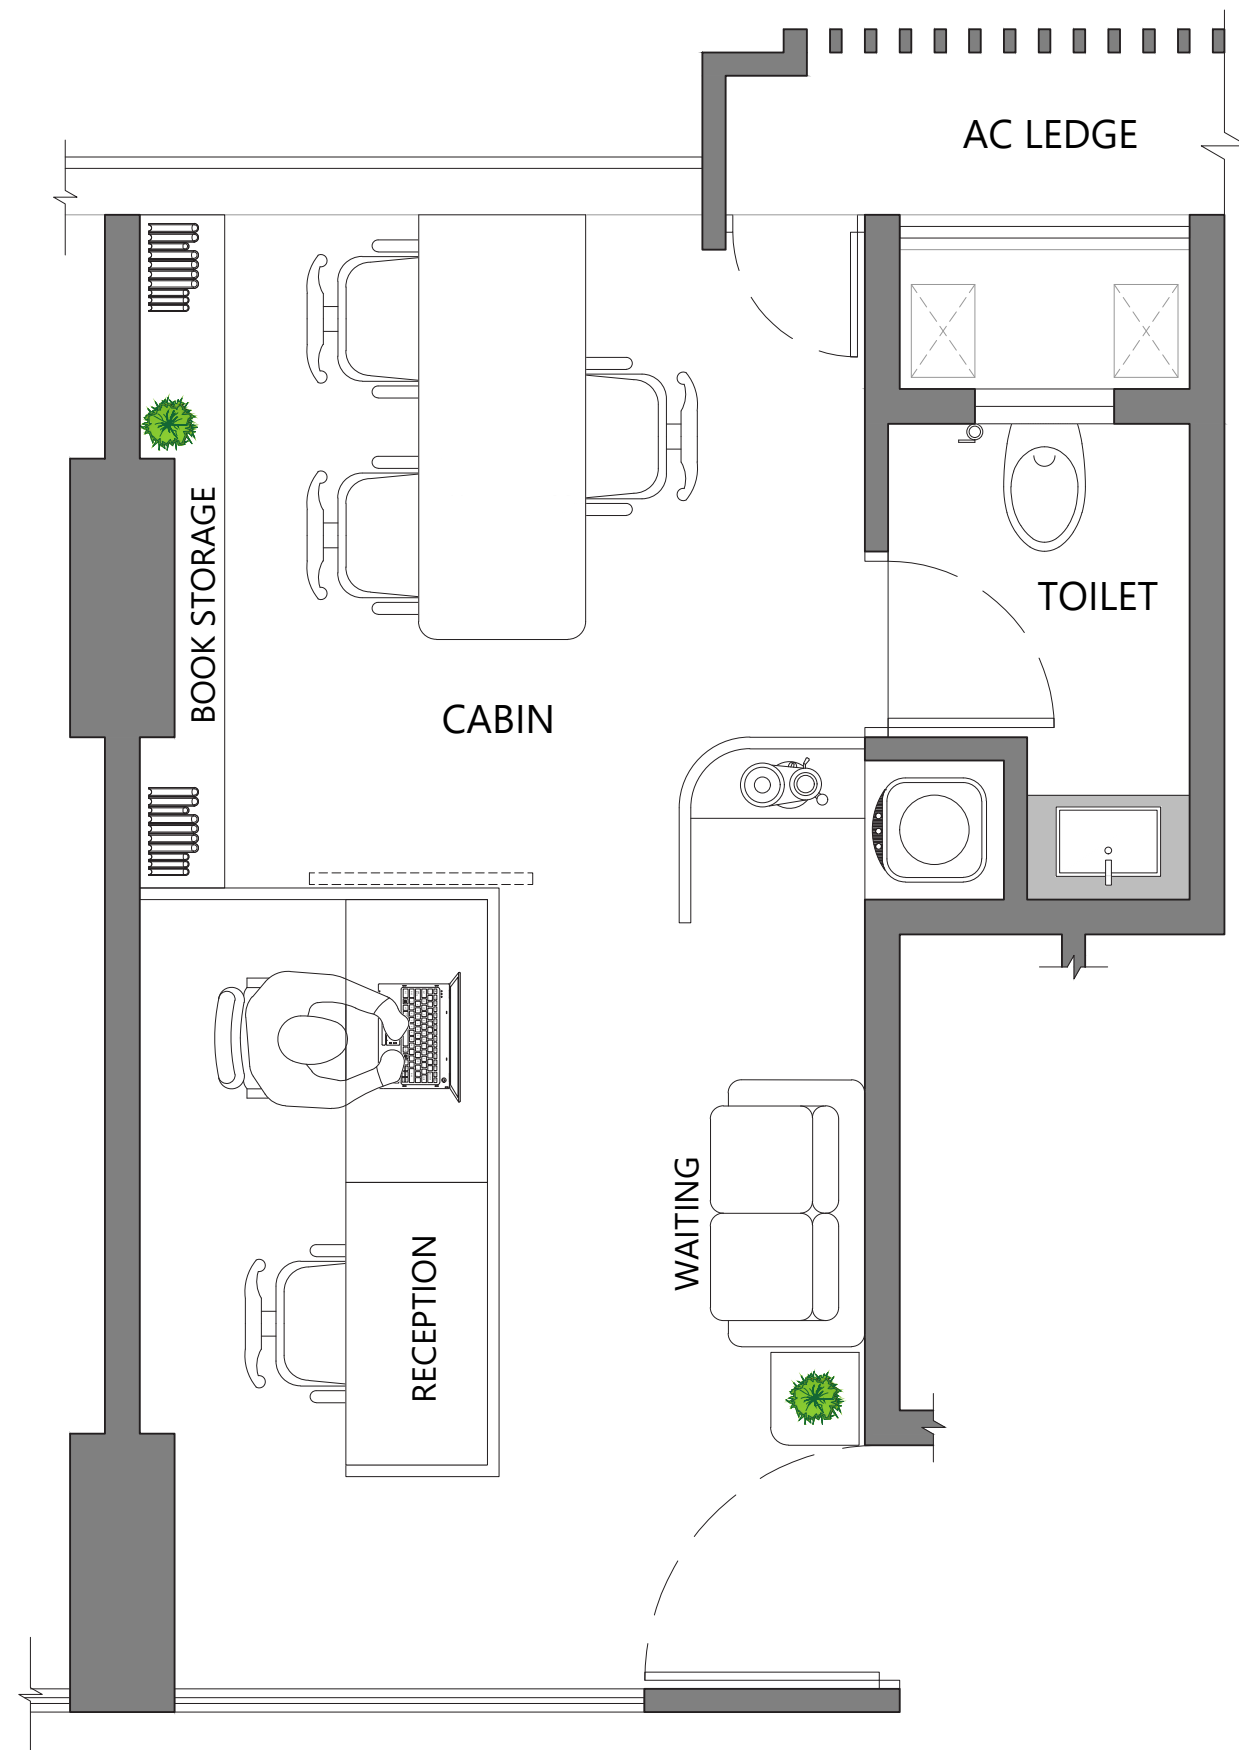 AC LEDGE
BOOK STORAGE
TOILET
CABIN
WAITING
RECEPTION